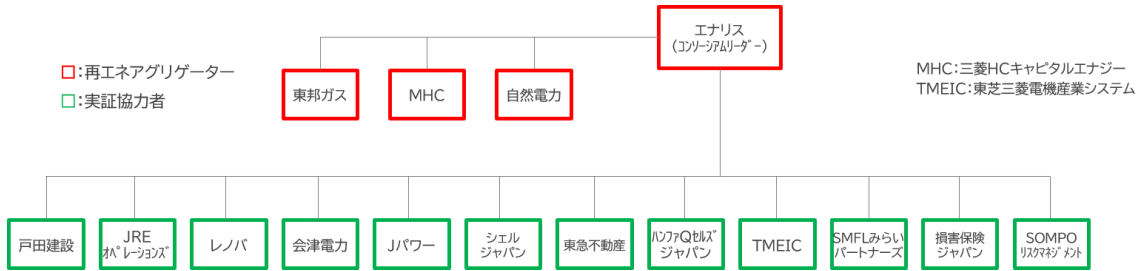 エナリス
(ｺﾝｿｰｼｱﾑﾘｰﾀﾞｰ)
□:再エネアグリゲーター
□:実証協力者
東邦ガス
MHC
自然電力
MHC:三菱HCキャピタルエナジー
TMEIC:東芝三菱電機産業システム
戸田建設
JRE
ｵﾍﾟﾚｰｼｮﾝｽﾞ
レノバ
会津電力
Jパワー
シェル
ジャパン
東急不動産
ﾊﾝﾌｧQｾﾙｽﾞ
ジャパン
TMEIC
SMFLみらい
パートナーズ
損害保険
ジャパン
SOMPO
ﾘｽｸﾏﾈｼﾞﾒﾝﾄ